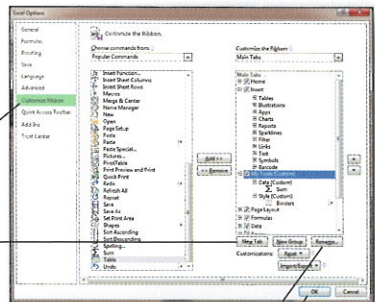 Excel Options
General
Formulas
Proofing
Save
Language
Advanced
Customize Ribbon
Quick Access Toolbar
Add-Ins
Trust Center
Customize the Ribbon.
Choose commands from:
Popular Commands
Insert Function...
Insert Sheet Columns
Insert Sheet Rows
Macros
Merge & Center
Name Manager
New
Open
Page Setup
Paste
Paste
Paste Special...
Pictures...
PivotTable
Print Preview and Print
Quick Print
Redo
Refresh All
Repeat
Save
Save As
Set Print Area
Shapes
Sort Ascending
Sort Descending
Spelling...
Sum
Table
Undo
Add >>
<< Remove
Customize the Ribbon:
Main Tabs
Main Tabs
Home
Insert
Tables
Illustrations
Apps
Charts
Reports
Sparklines
Filter
Links
Text
Symbols
Barcode
My Tools (Custom)
Data (Custom)
Sum
Style (Custom)
Borders
Page Layout
Formulas
Data
New Tab
New Group
Rename...
Customizations:
Reset
Import/Export
OK
Cancel